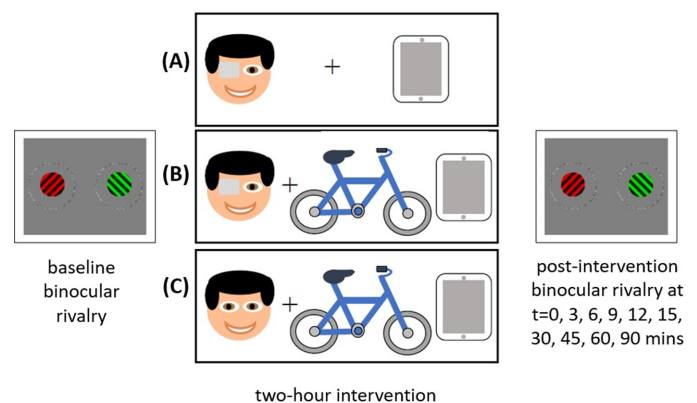 (A)
+
(B)
+
(C)
+
baseline
binocular
rivalry
post-intervention
binocular rivalry at
t=0, 3, 6, 9, 12, 15,
30, 45, 60, 90 mins
two-hour intervention